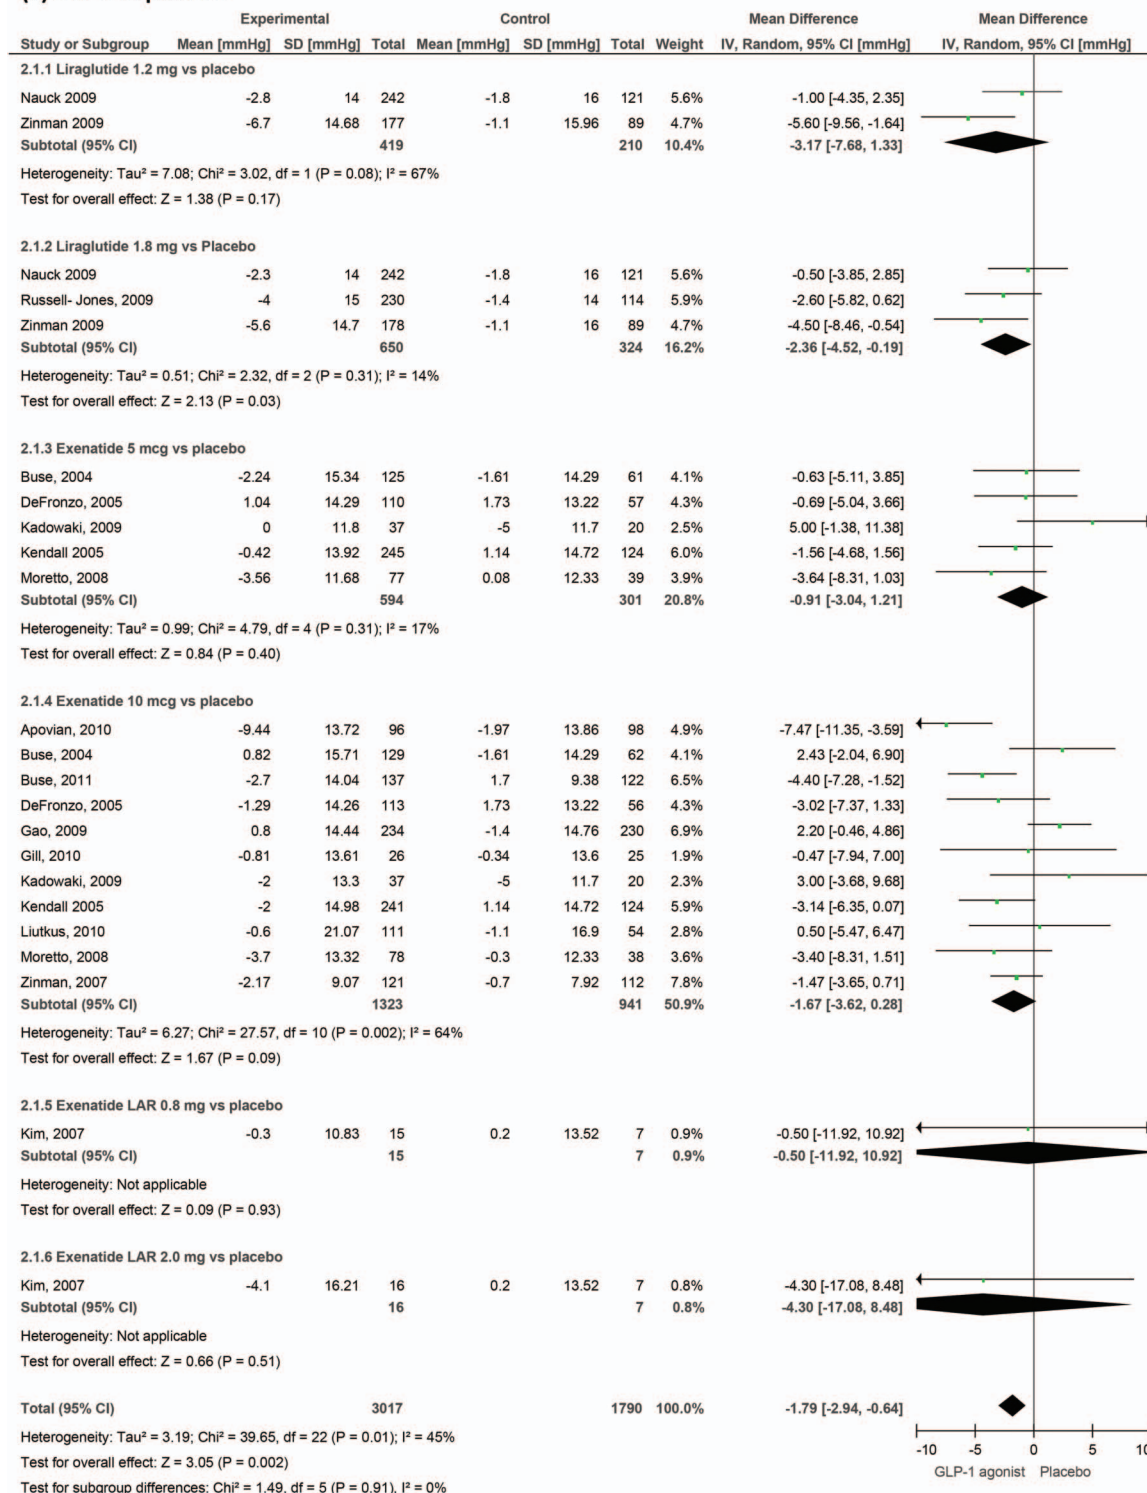 Experimental Control Mean Difference Mean Difference
Study or Subgroup Mean [mmHg] SD [mmHg] Total Mean [mmHg] SD [mmHg] Total Weight IV, Random, 95% CI [mmHg] IV, Random, 95% CI [mmHg]
2.1.1 Liraglutide 1.2 mg vs placebo
Nauck 2009 -2.8 14 242 -1.8 16 121 5.6% -1.00 [-4.35, 2.35]
Zinman 2009 -6.7 14.68 177 -1.1 15.96 89 4.7% -5.60 [-9.56, -1.64]
Subtotal (95% CI) 419 210 10.4% -3.17 [-7.68, 1.33]
Heterogeneity: Tau² = 7.08; Chi² = 3.02, df = 1 (P = 0.08); I² = 67%
Test for overall effect: Z = 1.38 (P = 0.17)
2.1.2 Liraglutide 1.8 mg vs Placebo
Nauck 2009 -2.3 14 242 -1.8 16 121 5.6% -0.50 [-3.85, 2.85]
Russell- Jones, 2009 -4 15 230 -1.4 14 114 5.9% -2.60 [-5.82, 0.62]
Zinman 2009 -5.6 14.7 178 -1.1 16 89 4.7% -4.50 [-8.46, -0.54]
Subtotal (95% CI) 650 324 16.2% -2.36 [-4.52, -0.19]
Heterogeneity: Tau² = 0.51; Chi² = 2.32, df = 2 (P = 0.31); I² = 14%
Test for overall effect: Z = 2.13 (P = 0.03)
2.1.3 Exenatide 5 mcg vs placebo
Buse, 2004 -2.24 15.34 125 -1.61 14.29 61 4.1% -0.63 [-5.11, 3.85]
DeFronzo, 2005 1.04 14.29 110 1.73 13.22 57 4.3% -0.69 [-5.04, 3.66]
Kadowaki, 2009 0 11.8 37 -5 11.7 20 2.5% 5.00 [-1.38, 11.38]
Kendall 2005 -0.42 13.92 245 1.14 14.72 124 6.0% -1.56 [-4.68, 1.56]
Moretto, 2008 -3.56 11.68 77 0.08 12.33 39 3.9% -3.64 [-8.31, 1.03]
Subtotal (95% CI) 594 301 20.8% -0.91 [-3.04, 1.21]
Heterogeneity: Tau² = 0.99; Chi² = 4.79, df = 4 (P = 0.31); I² = 17%
Test for overall effect: Z = 0.84 (P = 0.40)
2.1.4 Exenatide 10 mcg vs placebo
Apovian, 2010 -9.44 13.72 96 -1.97 13.86 98 4.9% -7.47 [-11.35, -3.59]
Buse, 2004 0.82 15.71 129 -1.61 14.29 62 4.1% 2.43 [-2.04, 6.90]
Buse, 2011 -2.7 14.04 137 1.7 9.38 122 6.5% -4.40 [-7.28, -1.52]
DeFronzo, 2005 -1.29 14.26 113 1.73 13.22 56 4.3% -3.02 [-7.37, 1.33]
Gao, 2009 0.8 14.44 234 -1.4 14.76 230 6.9% 2.20 [-0.46, 4.86]
Gill, 2010 -0.81 13.61 26 -0.34 13.6 25 1.9% -0.47 [-7.94, 7.00]
Kadowaki, 2009 -2 13.3 37 -5 11.7 20 2.3% 3.00 [-3.68, 9.68]
Kendall 2005 -2 14.98 241 1.14 14.72 124 5.9% -3.14 [-6.35, 0.07]
Liutkus, 2010 -0.6 21.07 111 -1.1 16.9 54 2.8% 0.50 [-5.47, 6.47]
Moretto, 2008 -3.7 13.32 78 -0.3 12.33 38 3.6% -3.40 [-8.31, 1.51]
Zinman, 2007 -2.17 9.07 121 -0.7 7.92 112 7.8% -1.47 [-3.65, 0.71]
Subtotal (95% CI) 1323 941 50.9% -1.67 [-3.62, 0.28]
Heterogeneity: Tau² = 6.27; Chi² = 27.57, df = 10 (P = 0.002); I² = 64%
Test for overall effect: Z = 1.67 (P = 0.09)
2.1.5 Exenatide LAR 0.8 mg vs placebo
Kim, 2007 -0.3 10.83 15 0.2 13.52 7 0.9% -0.50 [-11.92, 10.92]
Subtotal (95% CI) 15 7 0.9% -0.50 [-11.92, 10.92]
Heterogeneity: Not applicable
Test for overall effect: Z = 0.09 (P = 0.93)
2.1.6 Exenatide LAR 2.0 mg vs placebo
Kim, 2007 -4.1 16.21 16 0.2 13.52 7 0.8% -4.30 [-17.08, 8.48]
Subtotal (95% CI) 16 7 0.8% -4.30 [-17.08, 8.48]
Heterogeneity: Not applicable
Test for overall effect: Z = 0.66 (P = 0.51)
Total (95% CI) 3017 1790 100.0% -1.79 [-2.94, -0.64]
Heterogeneity: Tau² = 3.19; Chi² = 39.65, df = 22 (P = 0.01); I² = 45%
Test for overall effect: Z = 3.05 (P = 0.002)
Test for subgroup differences: Chi² = 1.49, df = 5 (P = 0.91), I² = 0%
-10 -5 0 5 10
GLP-1 agonist Placebo